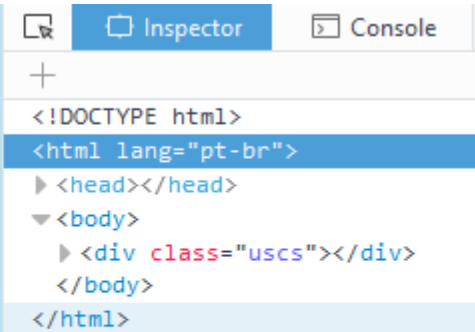 Inspector Console
<!DOCTYPE html>
<html lang="pt-br">
<head></head>
<body>
<div class="uscs"></div>
</body>
</html>